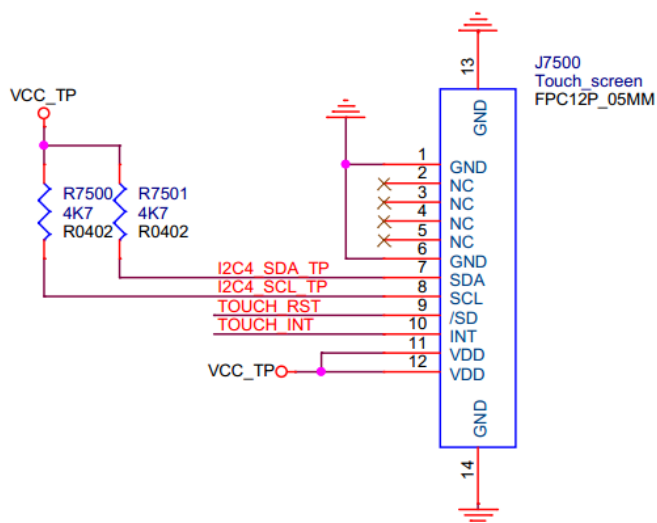 J7500
Touch_screen
FPC12P_05MM
13
GND
VCC_TP
R7500
4K7
R0402
R7501
4K7
R0402
1
GND
2
NC
3
NC
4
NC
5
NC
6
GND
I2C4_SDA_TP
7
SDA
I2C4_SCL_TP
8
SCL
TOUCH_RST
9
/SD
TOUCH_INT
10
INT
11
VDD
VCC_TP
12
VDD
GND
14